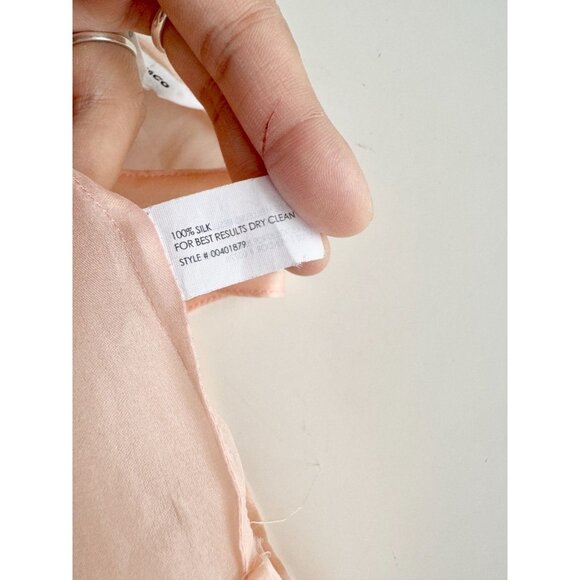 100% SILK
FOR BEST RESULTS DRY CLEAN
STYLE # 00401879